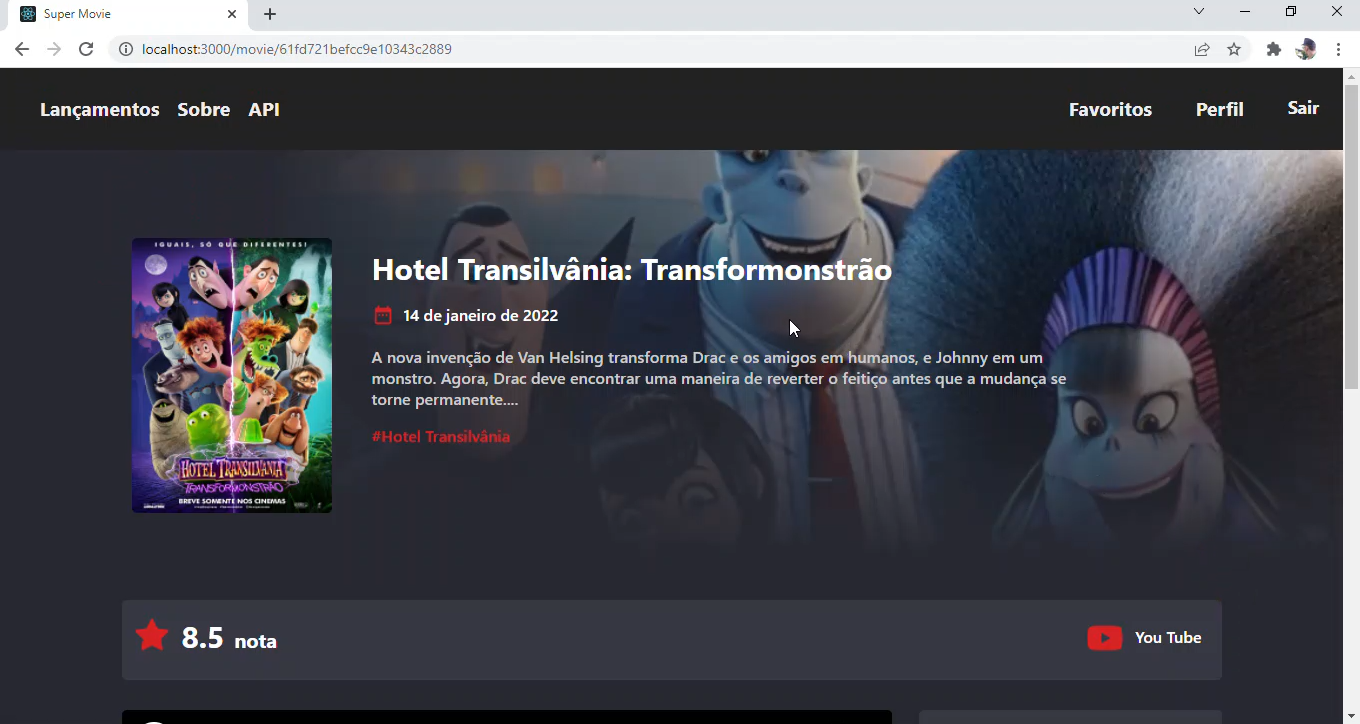 Super Movie
localhost:3000/movie/61fd721befcc9e10343c2889
Lançamentos Sobre API
Favoritos Perfil Sair
IGUAIS, SÓ QUE DIFERENTES!
HOTEL TRANSILVANIA
TRANSFORMONSTRÃO
BREVE SOMENTE NOS CINEMAS
Hotel Transilvânia: Transformonstrão
14 de janeiro de 2022
A nova invenção de Van Helsing transforma Drac e os amigos em humanos, e Johnny em um
monstro. Agora, Drac deve encontrar uma maneira de reverter o feitiço antes que a mudança se
torne permanente....
#Hotel Transilvânia
8.5 nota
You Tube